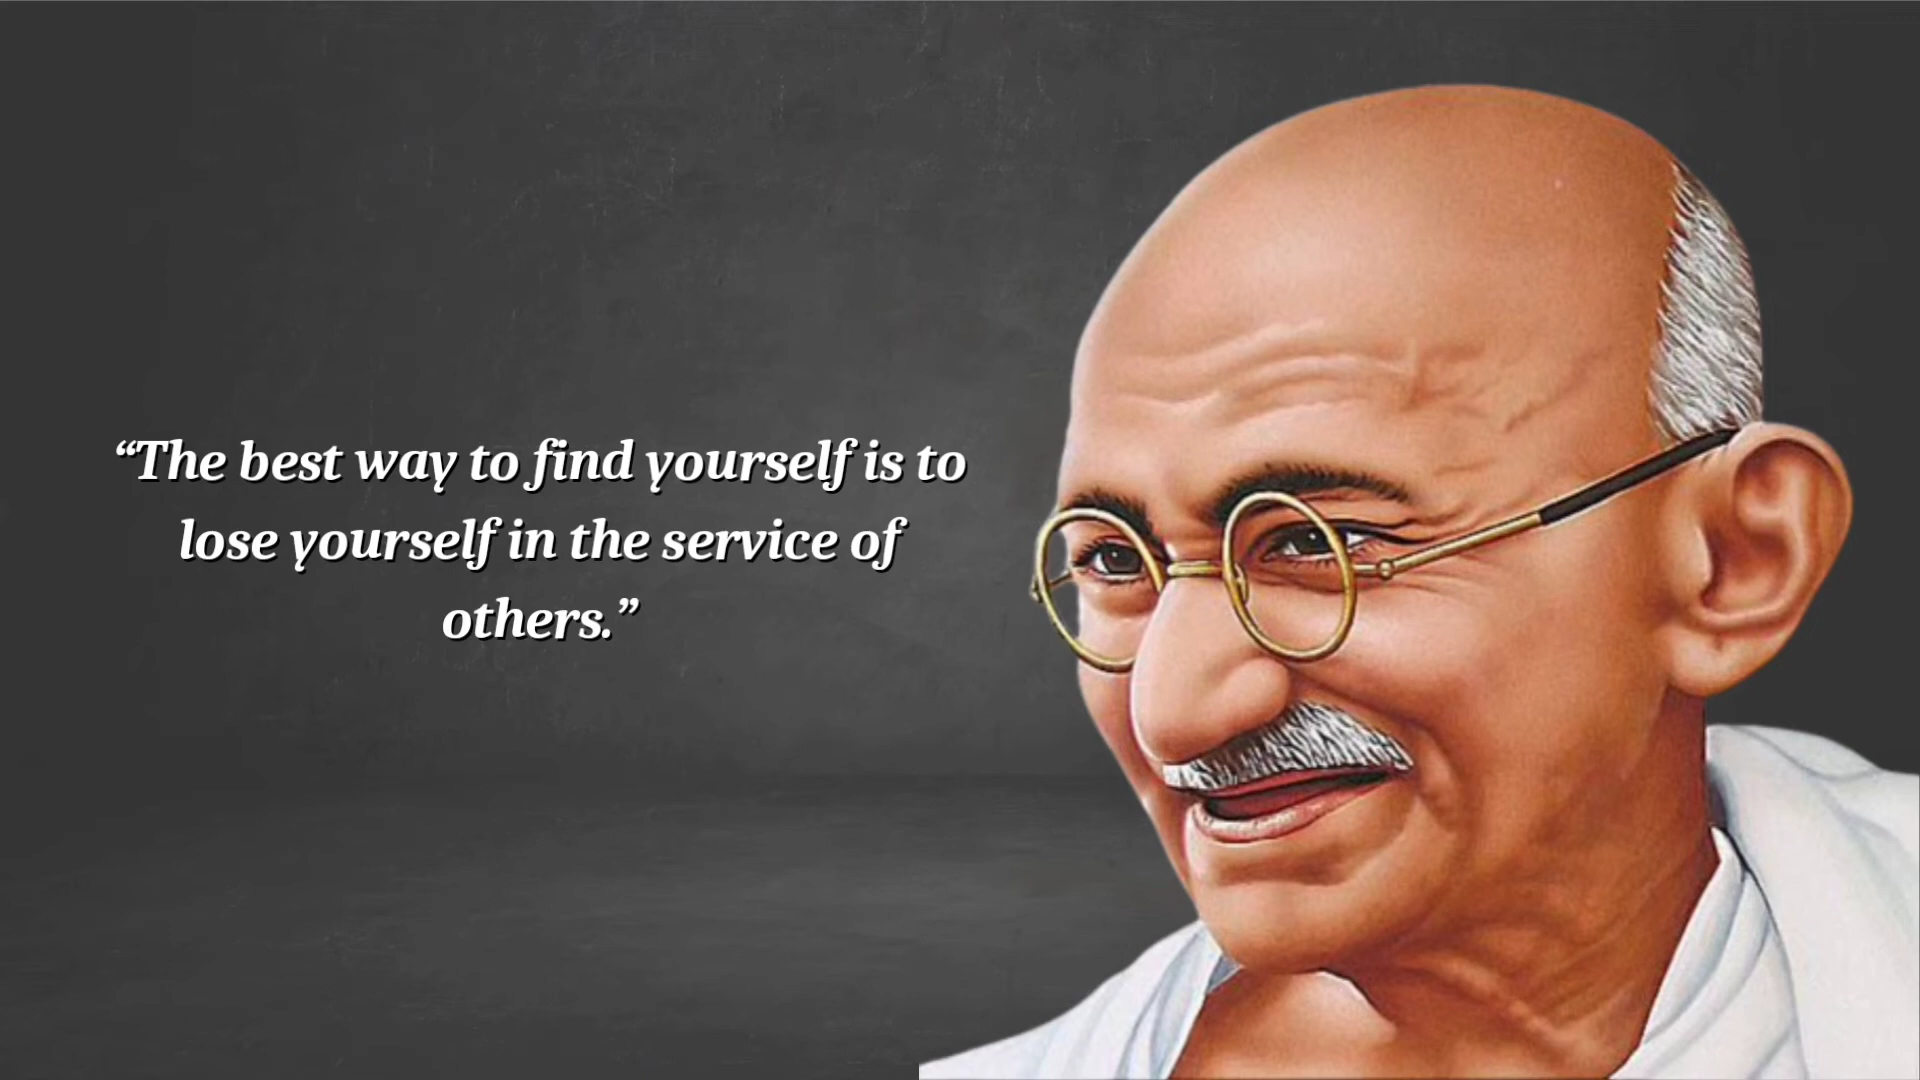 “The best way to find yourself is to
lose yourself in the service of
others.”